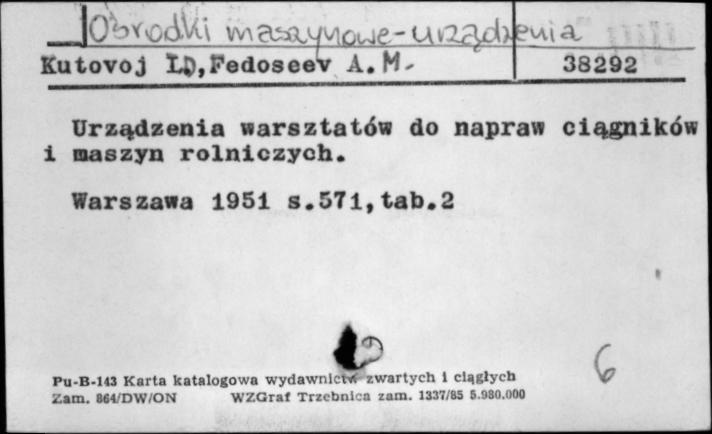 Ośrodki maszynowe-urządzenia
Kutovoj I.D,Fedoseev A.M. 38292
Urządzenia warsztatów do napraw ciągników
i maszyn rolniczych.
Warszawa 1951 s.571,tab.2
6
Pu-B-143 Karta katalogowa wydawnictw zwartych i ciągłych
Zam. 864/DW/ON WZGraf Trzebnica zam. 1337/85 5.980.000